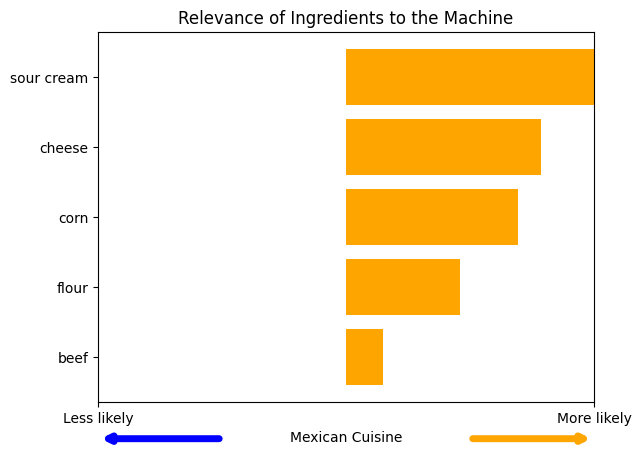 Relevance of Ingredients to the Machine
sour cream
cheese
corn
flour
beef
Less likely
More likely
Mexican Cuisine